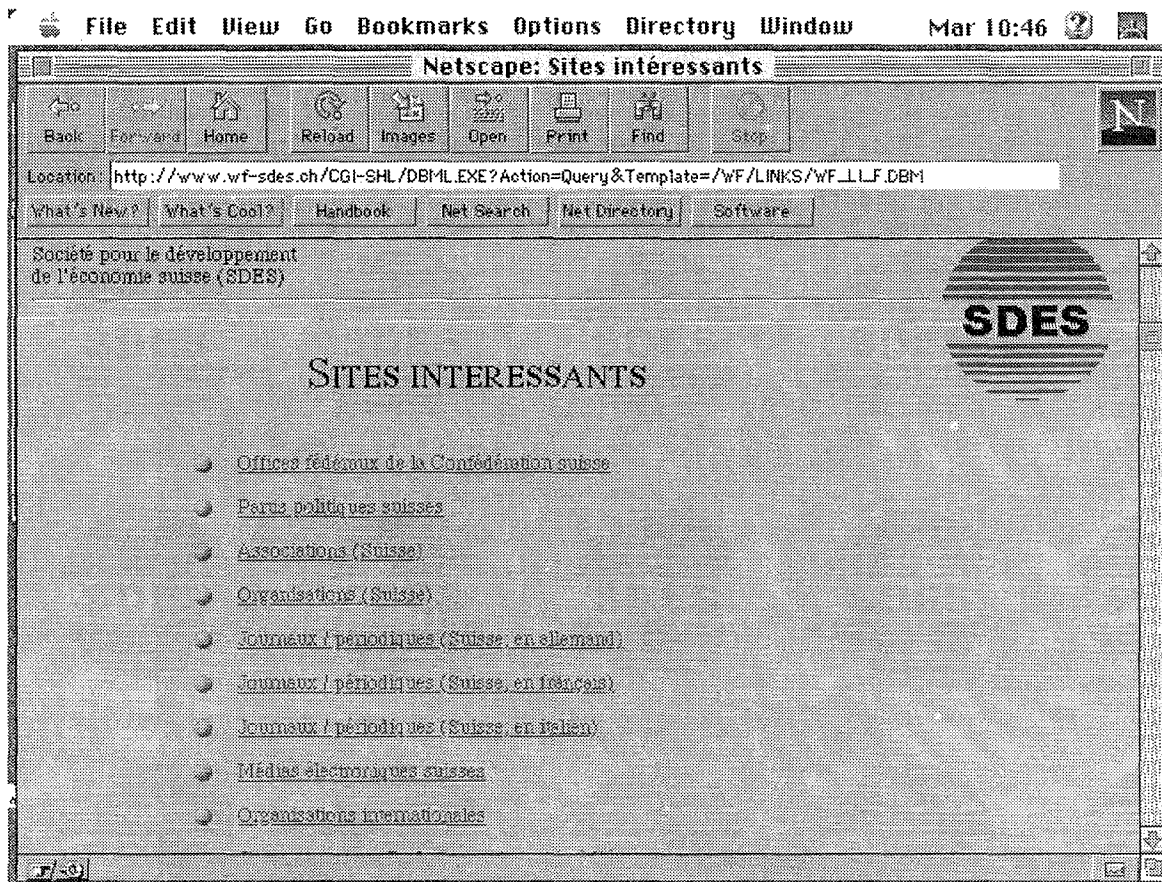 File Edit View Go Bookmarks Options Directory Window Mar 10:46
Netscape: Sites intéressants
Back Forward Home Reload Images Open Print Find Stop
Location: http://www.wf-sdes.ch/CGI-SHL/DBML.EXE?Action=Query&Template=/WF/LINKS/WF_LI_F.DBM
What's New? What's Cool? Handbook Net Search Net Directory Software
Société pour le développement
de l'économie suisse (SDES)
SDES
SITES INTERESSANTS
Offices fédéraux de la Confédération suisse
Partis politiques suisses
Associations (Suisse)
Organisations (Suisse)
Journaux / périodiques (Suisse, en allemand)
Journaux / périodiques (Suisse, en français)
Journaux / périodiques (Suisse, en italien)
Médias électroniques suisses
Organisations internationales